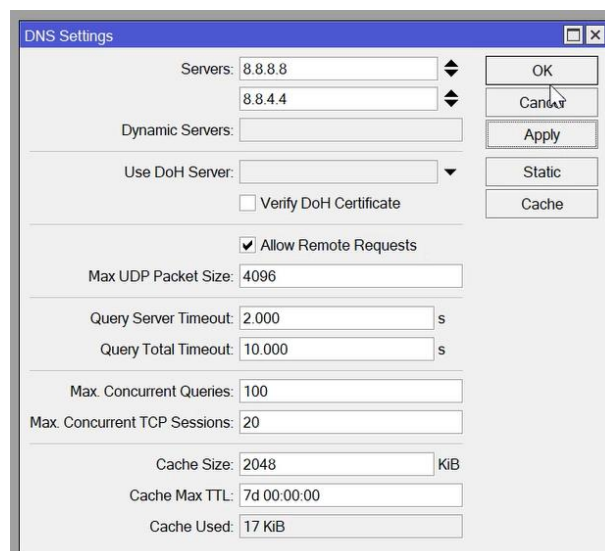 DNS Settings
Servers: 8.8.8.8
8.8.4.4
Dynamic Servers:
Use DoH Server:
Verify DoH Certificate
Allow Remote Requests
Max UDP Packet Size: 4096
Query Server Timeout: 2.000 s
Query Total Timeout: 10.000 s
Max. Concurrent Queries: 100
Max. Concurrent TCP Sessions: 20
Cache Size: 2048 KiB
Cache Max TTL: 7d 00:00:00
Cache Used: 17 KiB
OK
Cancel
Apply
Static
Cache